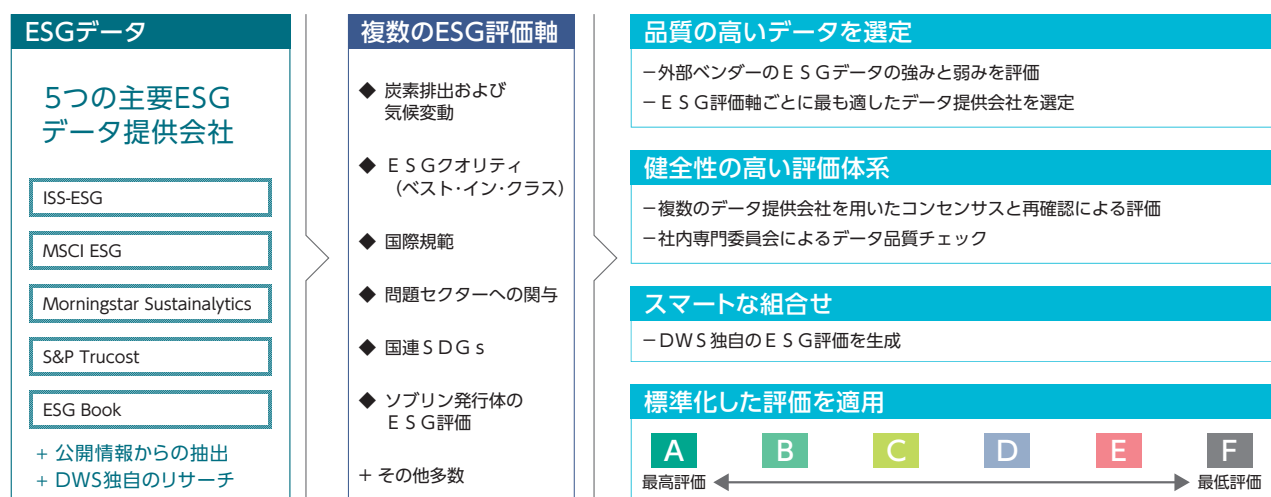 ESGデータ
5つの主要ESG
データ提供会社
ISS-ESG
MSCI ESG
Morningstar Sustainalytics
S&P Trucost
ESG Book
+ 公開情報からの抽出
+ DWS独自のリサーチ
複数のESG評価軸
◆ 炭素排出および
気候変動
◆ ESGクオリティ
(ベスト・イン・クラス)
◆ 国際規範
◆ 問題セクターへの関与
◆ 国連SDGs
◆ ソブリン発行体の
ESG評価
+ その他多数
品質の高いデータを選定
－外部ベンダーのESGデータの強みと弱みを評価
－ESG評価軸ごとに最も適したデータ提供会社を選定
健全性の高い評価体系
－複数のデータ提供会社を用いたコンセンサスと再確認による評価
－社内専門委員会によるデータ品質チェック
スマートな組合せ
－DWS独自のESG評価を生成
標準化した評価を適用
A B C D E F
最高評価 最低評価